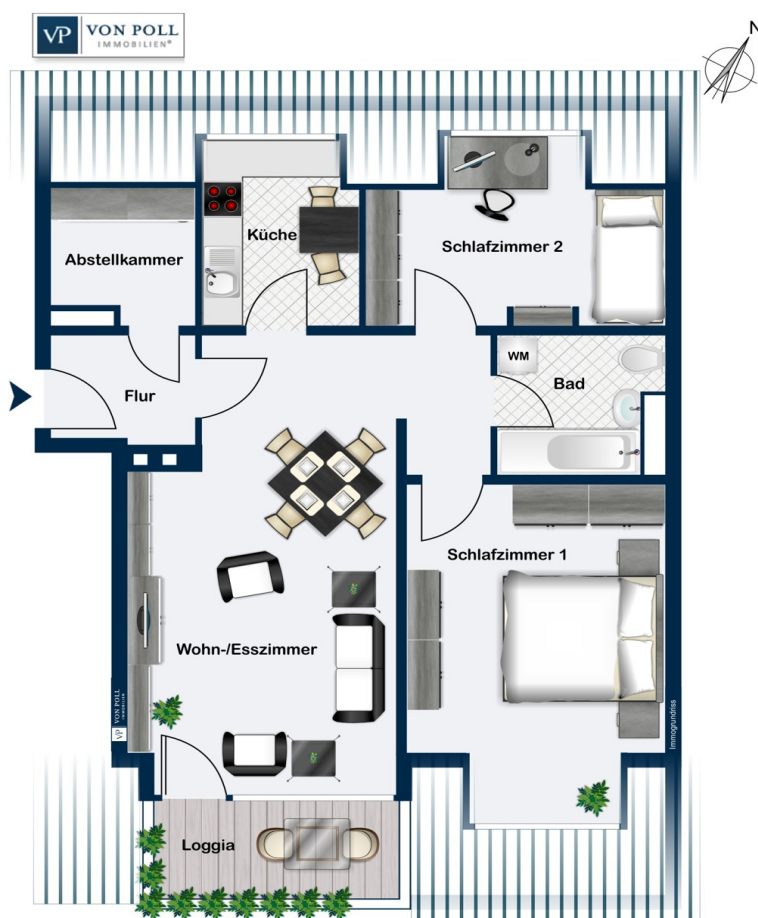 VP VON POLL
IMMOBILIEN®
N
Küche
Abstellkammer
Schlafzimmer 2
WM
Bad
Flur
Schlafzimmer 1
Wohn-/Esszimmer
VP VON POLL
IMMOBILIEN
Immogrundriss
Loggia